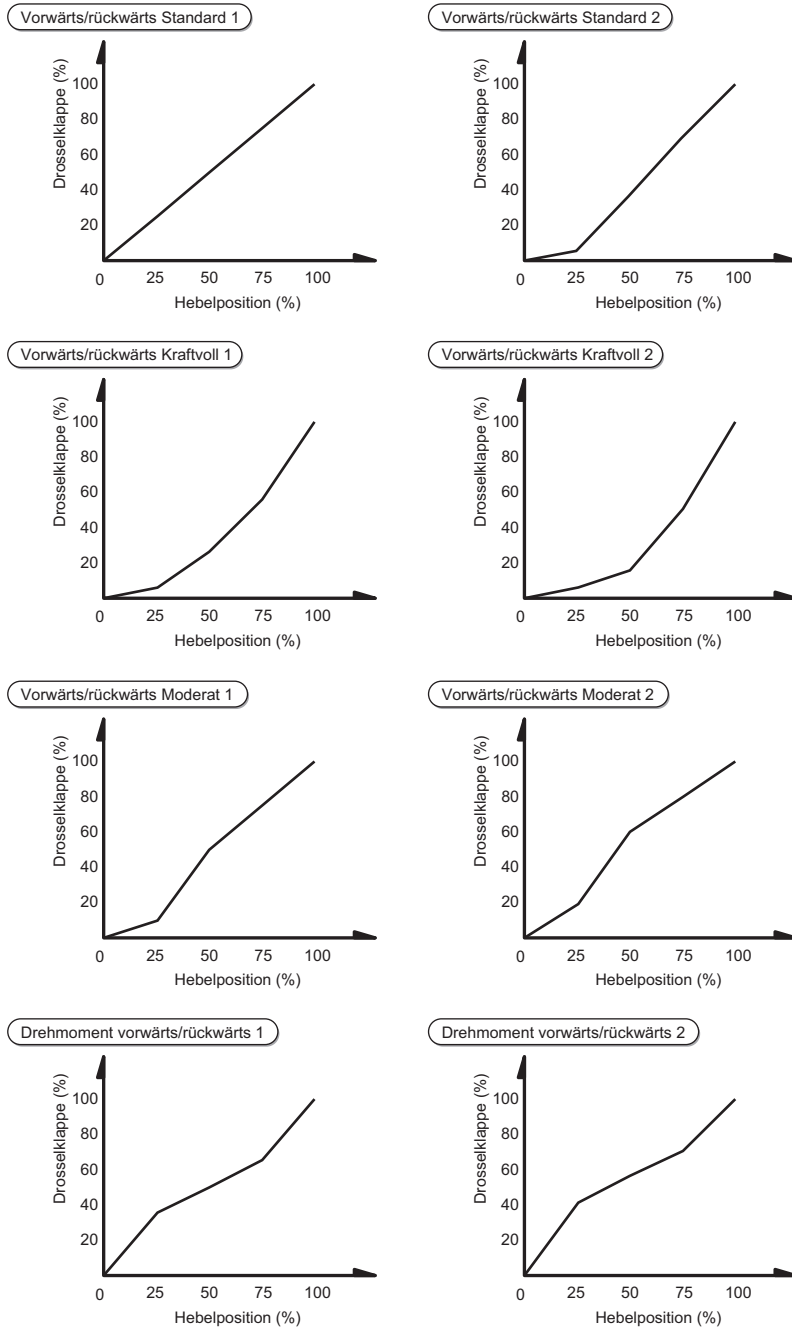 Vorwärts/rückwärts Standard 1
Drosselklappe (%)
100
80
60
40
20
0 25 50 75 100
Hebelposition (%)
Vorwärts/rückwärts Standard 2
Drosselklappe (%)
100
80
60
40
20
0 25 50 75 100
Hebelposition (%)
Vorwärts/rückwärts Kraftvoll 1
Drosselklappe (%)
100
80
60
40
20
0 25 50 75 100
Hebelposition (%)
Vorwärts/rückwärts Kraftvoll 2
Drosselklappe (%)
100
80
60
40
20
0 25 50 75 100
Hebelposition (%)
Vorwärts/rückwärts Moderat 1
Drosselklappe (%)
100
80
60
40
20
0 25 50 75 100
Hebelposition (%)
Vorwärts/rückwärts Moderat 2
Drosselklappe (%)
100
80
60
40
20
0 25 50 75 100
Hebelposition (%)
Drehmoment vorwärts/rückwärts 1
Drosselklappe (%)
100
80
60
40
20
0 25 50 75 100
Hebelposition (%)
Drehmoment vorwärts/rückwärts 2
Drosselklappe (%)
100
80
60
40
20
0 25 50 75 100
Hebelposition (%)